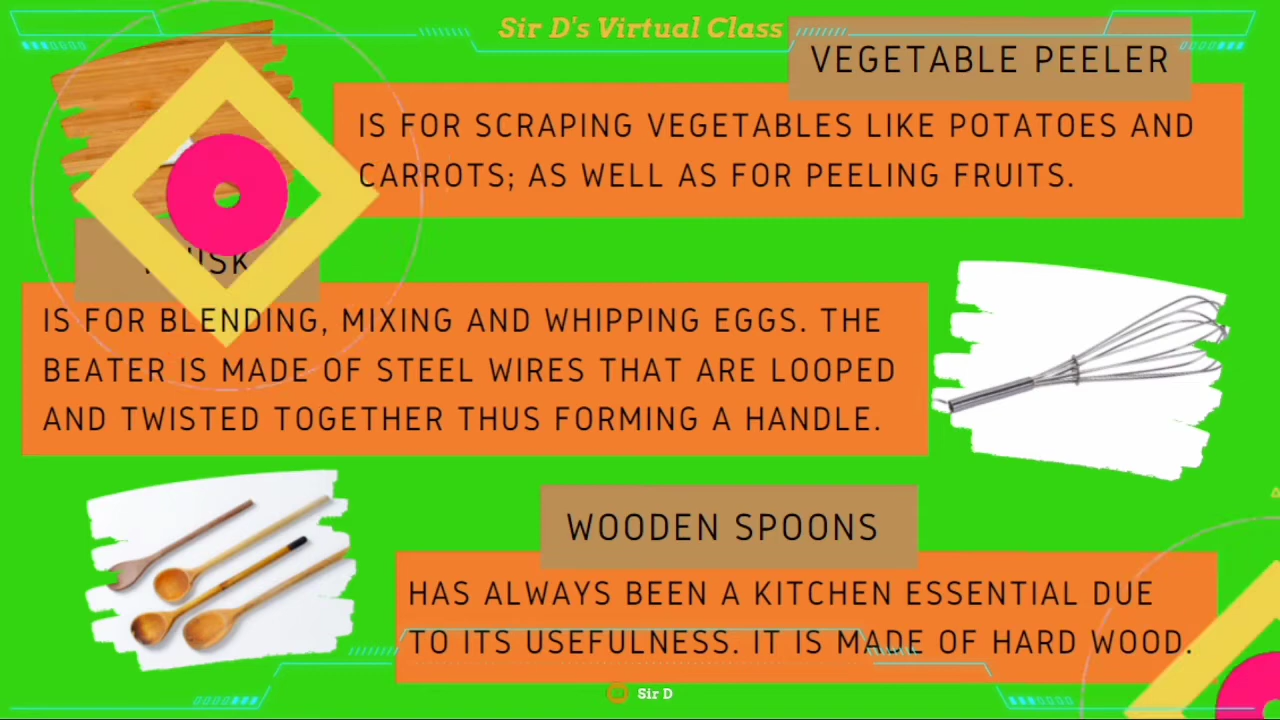 Sir D's Virtual Class
VEGETABLE PEELER
IS FOR SCRAPING VEGETABLES LIKE POTATOES AND
CARROTS; AS WELL AS FOR PEELING FRUITS.
IS FOR BLENDING, MIXING AND WHIPPING EGGS. THE
BEATER IS MADE OF STEEL WIRES THAT ARE LOOPED
AND TWISTED TOGETHER THUS FORMING A HANDLE.
WOODEN SPOONS
HAS ALWAYS BEEN A KITCHEN ESSENTIAL DUE
TO ITS USEFULNESS. IT IS MADE OF HARD WOOD.
Sir D